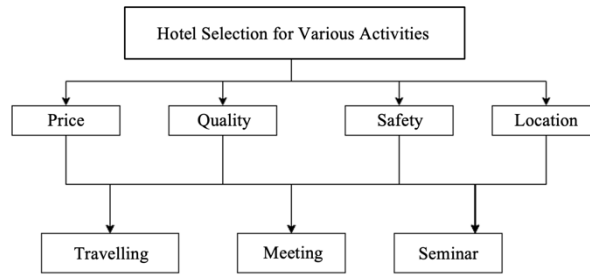 Hotel Selection for Various Activities
Price
Quality
Safety
Location
Travelling
Meeting
Seminar